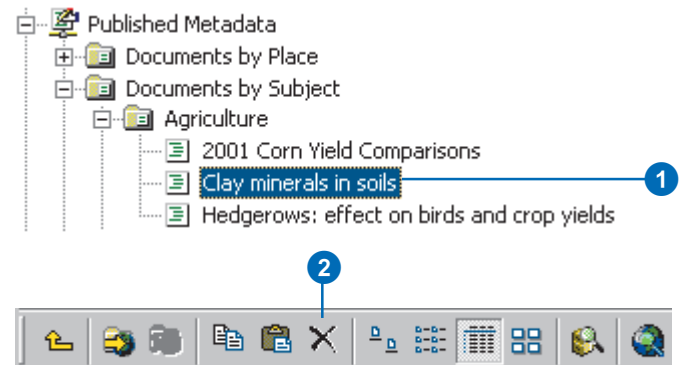 Published Metadata
Documents by Place
Documents by Subject
Agriculture
2001 Corn Yield Comparisons
Clay minerals in soils
1
Hedgerows: effect on birds and crop yields
2